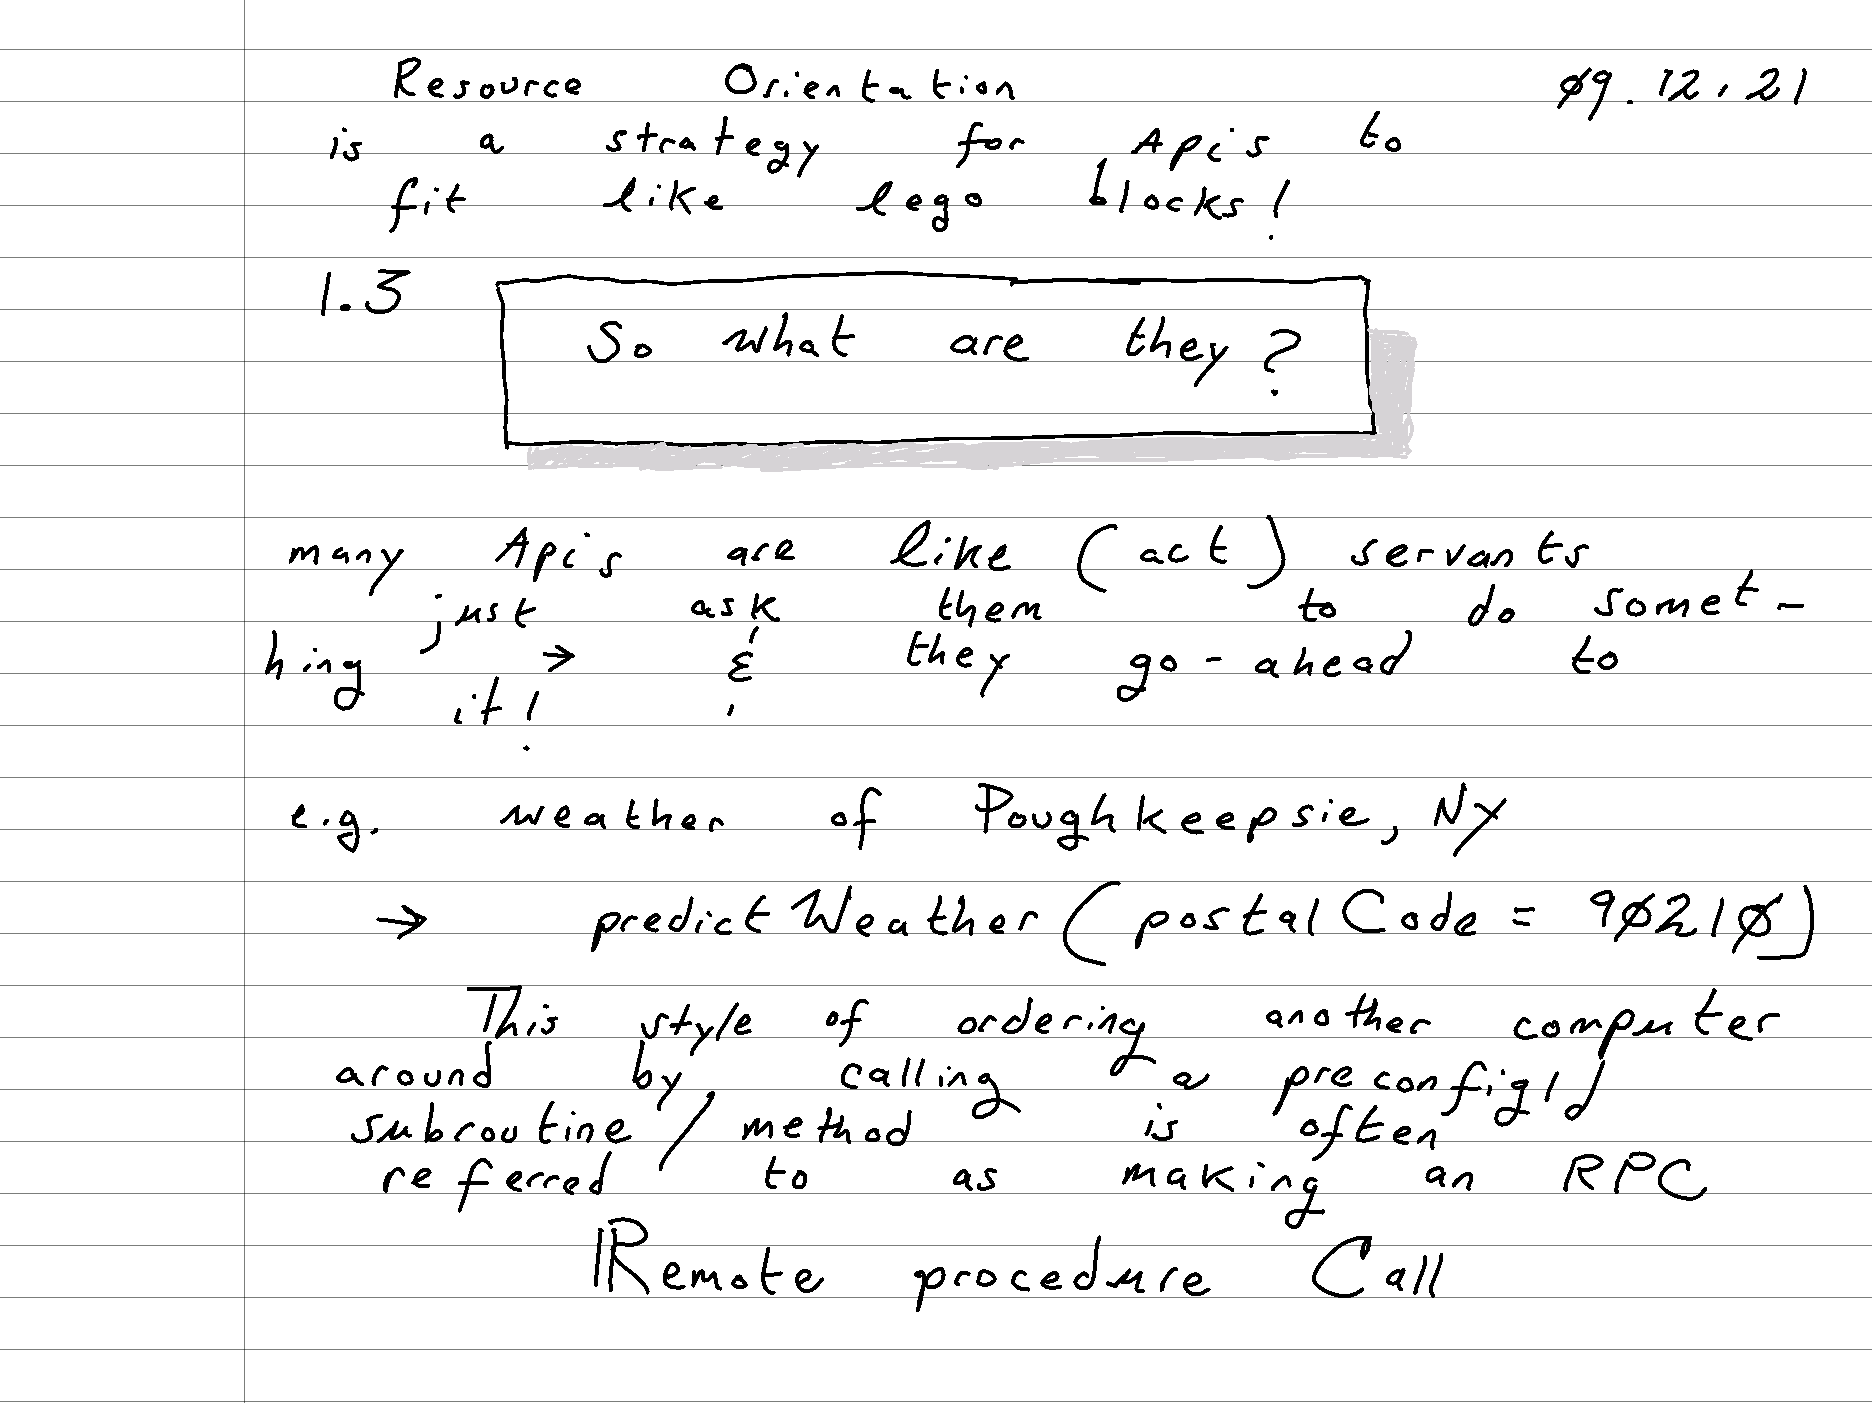 Resource Orientation 09.12.21
is a strategy for Api's to
fit like lego blocks!
1.3 So what are they?
many Api's are like (act) servants
just ask them to do somet-
hing → & they go-ahead to
it!
e.g. weather of Poughkeepsie, NY
→ predictWeather(postalCode = 90210)
This style of ordering another computer
around by calling a preconfig'd
subroutine/method is often
referred to as making an RPC
Remote procedure Call